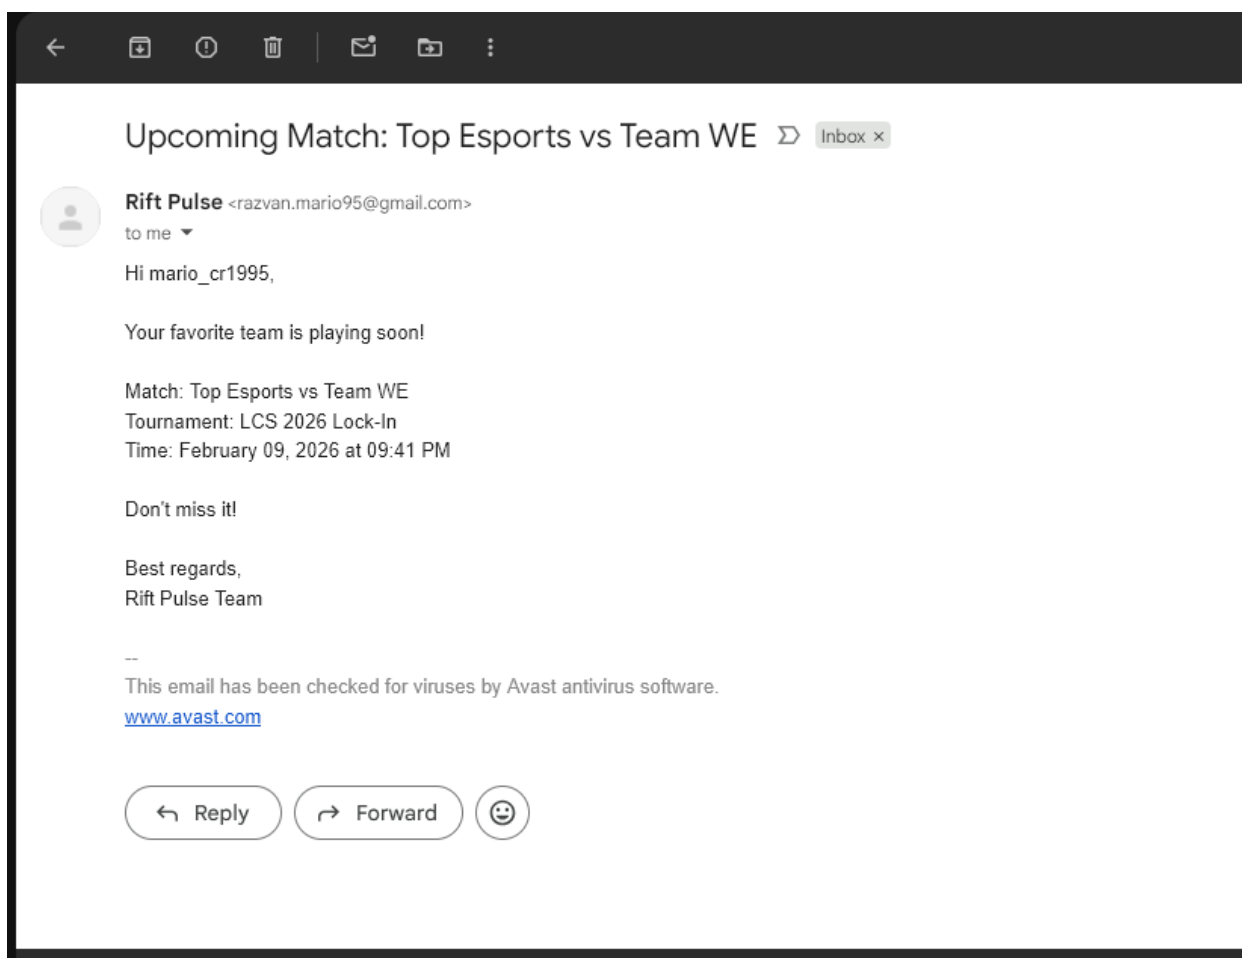 Upcoming Match: Top Esports vs Team WE Inbox ×
Rift Pulse <razvan.mario95@gmail.com>
to me
Hi mario_cr1995,
Your favorite team is playing soon!
Match: Top Esports vs Team WE
Tournament: LCS 2026 Lock-In
Time: February 09, 2026 at 09:41 PM
Don't miss it!
Best regards,
Rift Pulse Team
--
This email has been checked for viruses by Avast antivirus software.
www.avast.com
Reply Forward